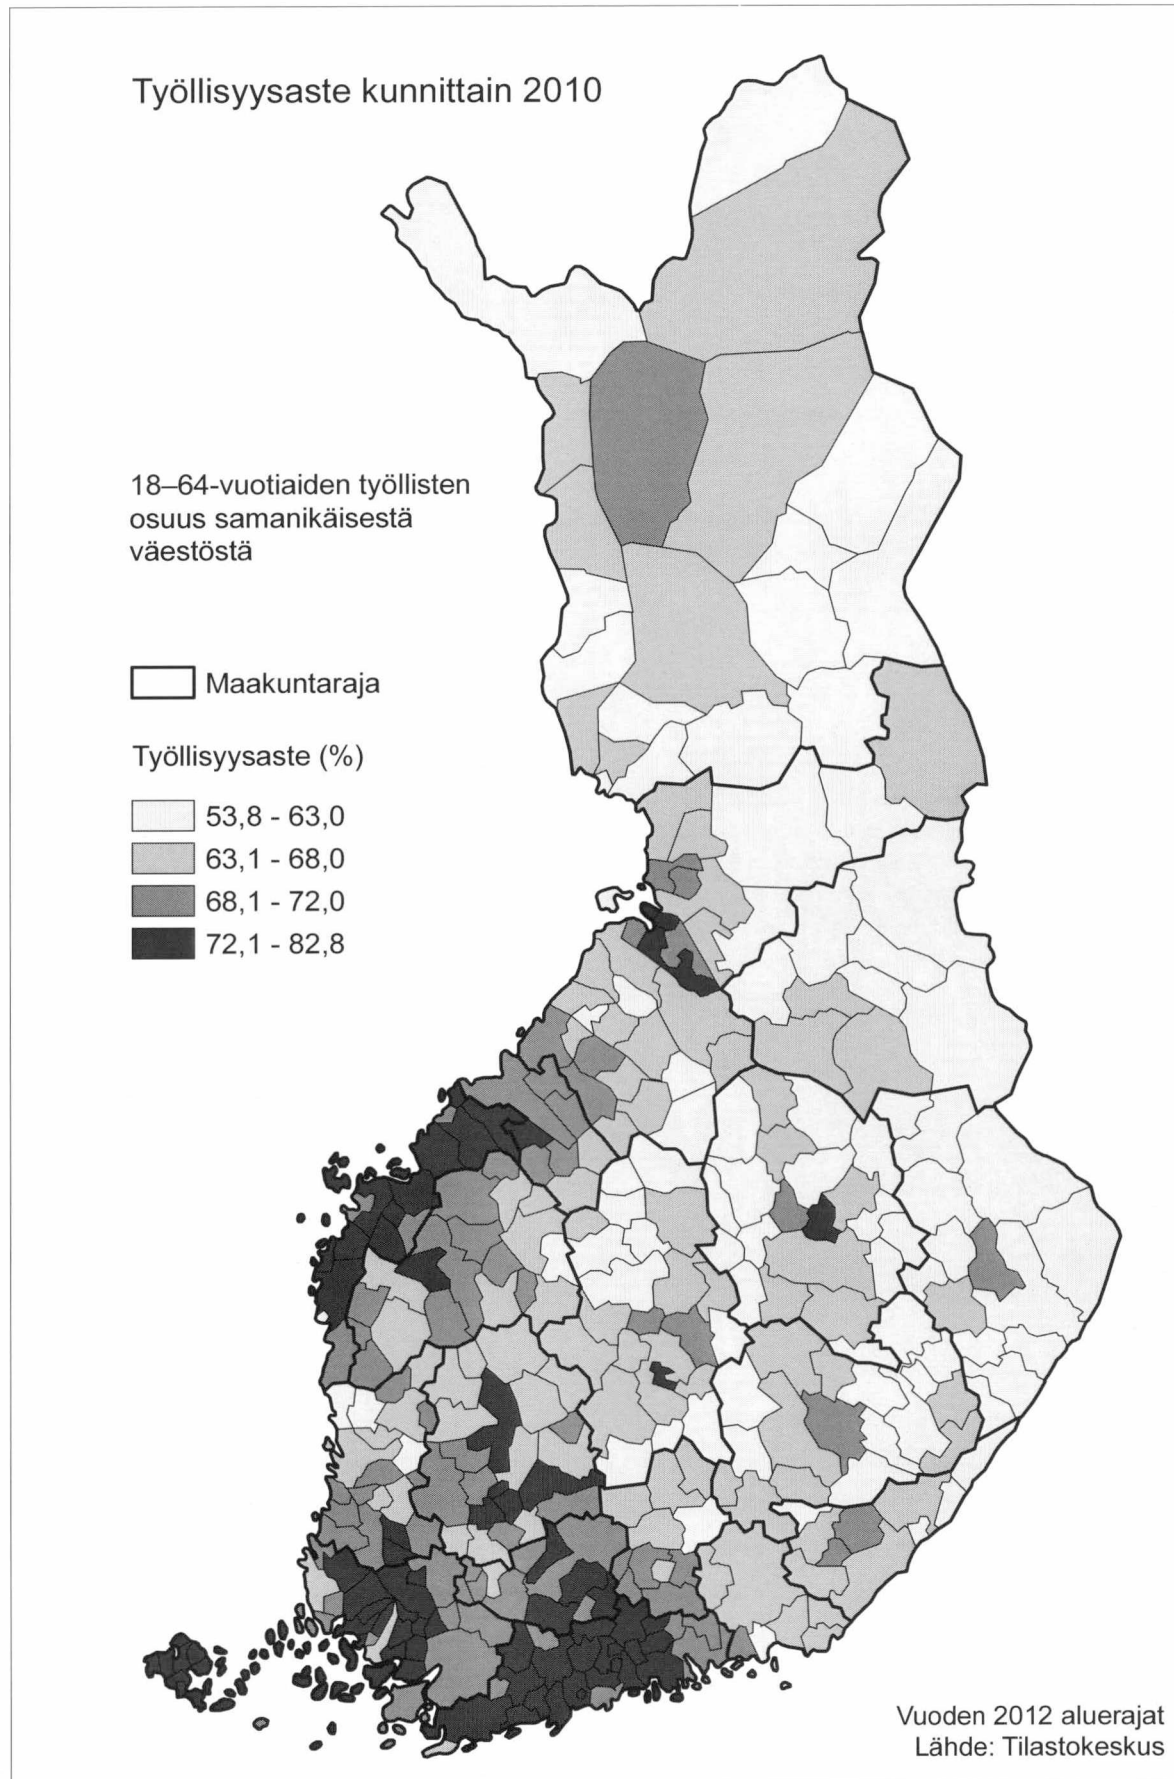 Työllisyysaste kunnittain 2010
18–64-vuotiaiden työllisten
osuus samanikäisestä
väestöstä
Maakuntaraja
Työllisyysaste (%)
53,8 - 63,0
63,1 - 68,0
68,1 - 72,0
72,1 - 82,8
Vuoden 2012 aluerajat
Lähde: Tilastokeskus